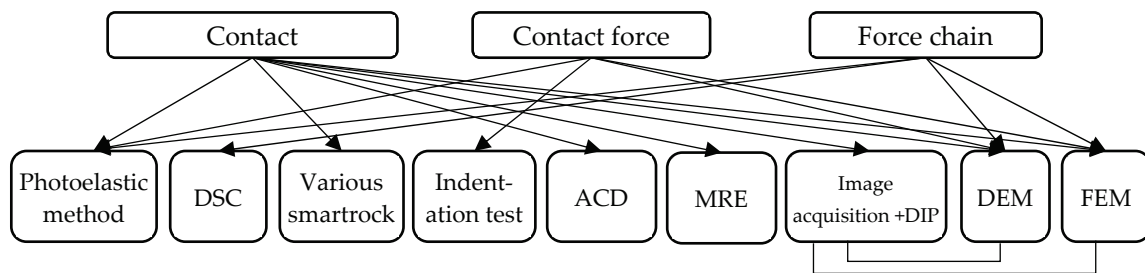 Contact
Contact force
Force chain
Photoelastic
method
DSC
Various
smartrock
Indent-
ation test
ACD
MRE
Image
acquisition +DIP
DEM
FEM